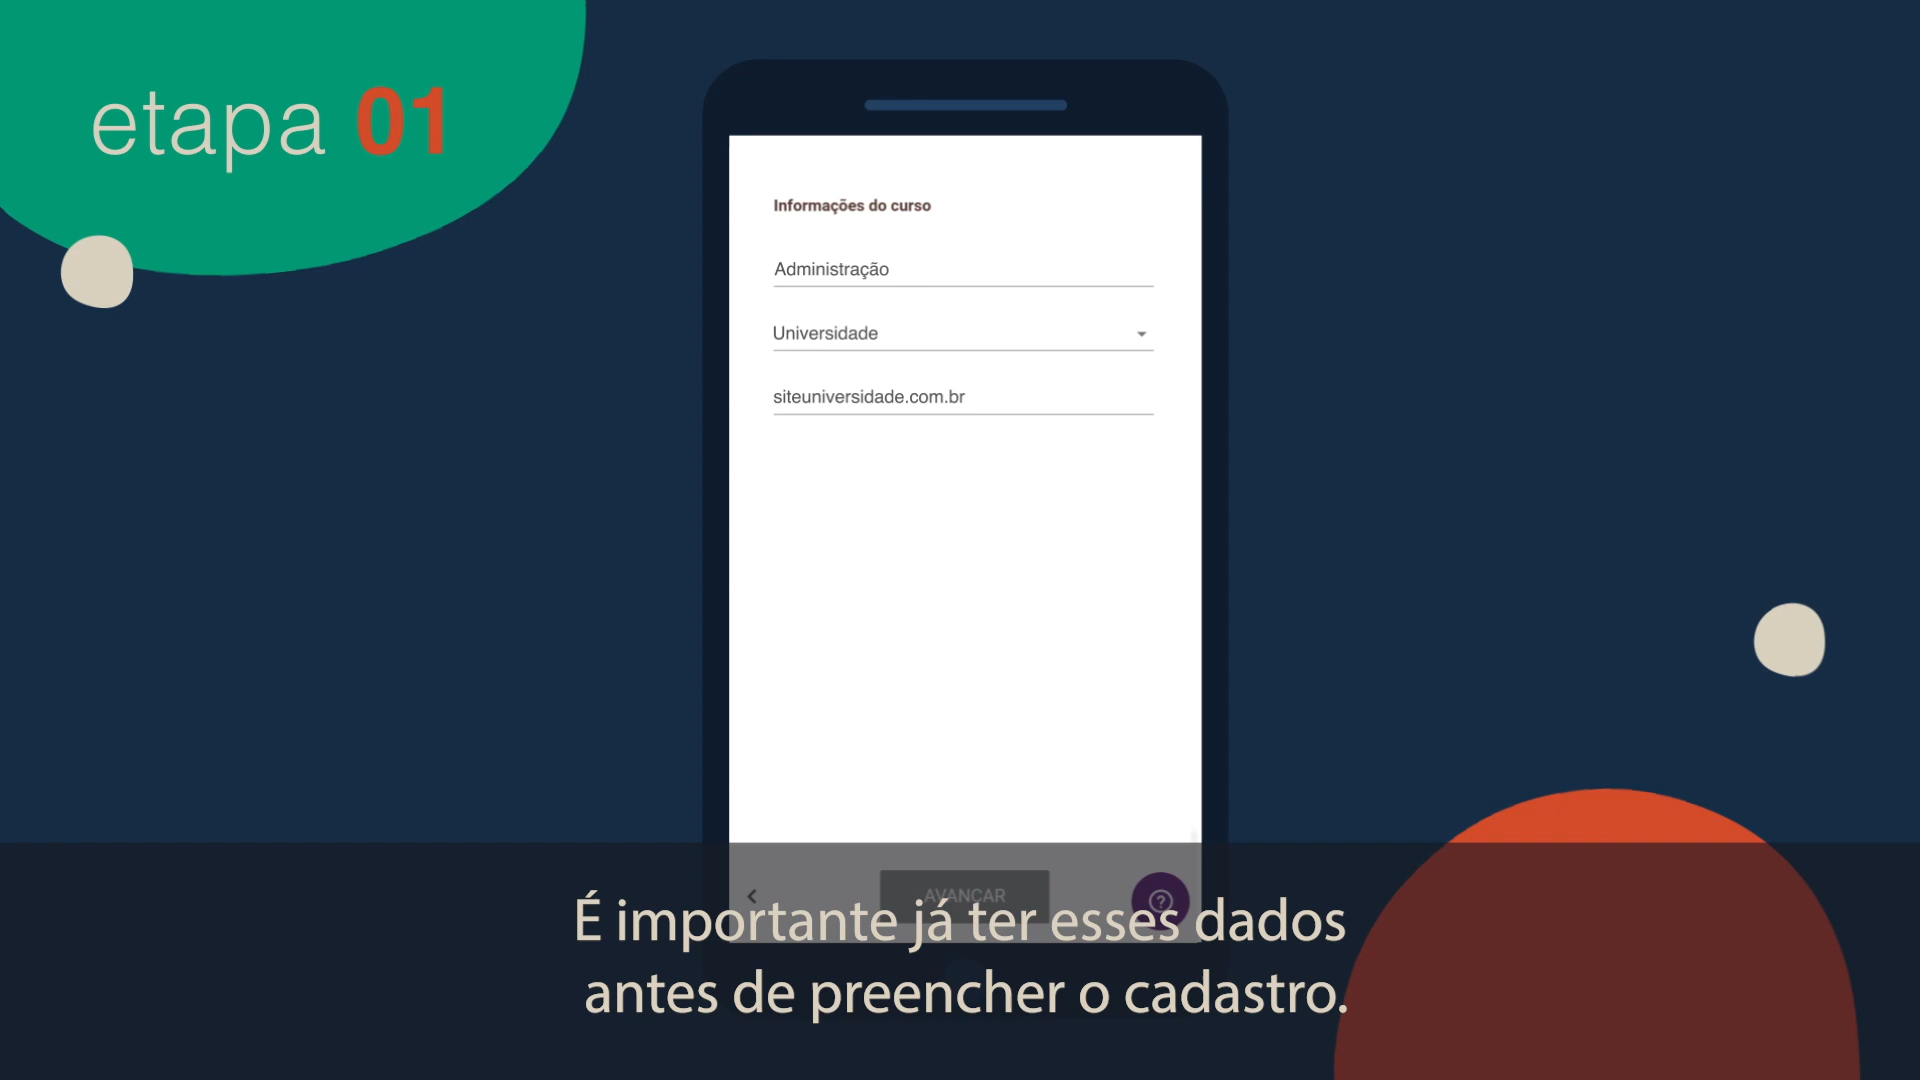 etapa 01
Informações do curso
Administração
Universidade
siteuniversidade.com.br
AVANÇAR
É importante já ter esses dados
antes de preencher o cadastro.